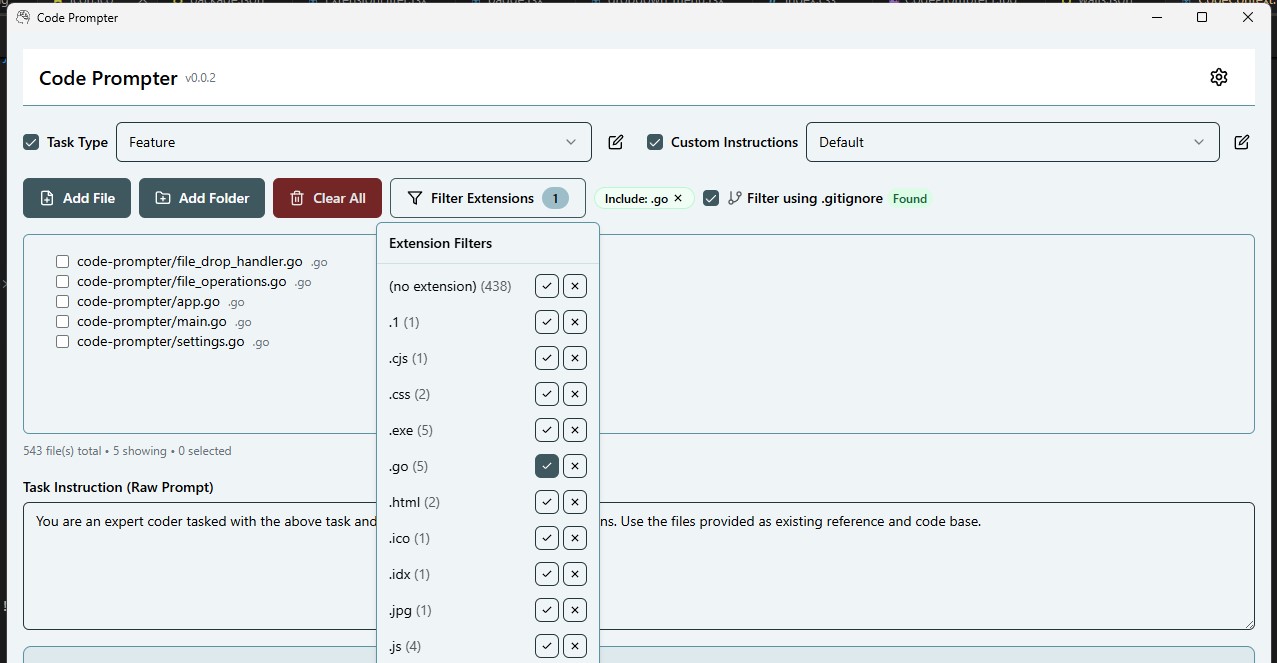 Code Prompter
Code Prompter v0.0.2
Task Type Feature Custom Instructions Default
Add File Add Folder Clear All Filter Extensions 1 Include: .go × Filter using .gitignore Found
Extension Filters
code-prompter/file_drop_handler.go .go
code-prompter/file_operations.go .go
code-prompter/app.go .go
code-prompter/main.go .go
code-prompter/settings.go .go
(no extension) (438)
.1 (1)
.cjs (1)
.css (2)
.exe (5)
.go (5)
.html (2)
.ico (1)
.idx (1)
.jpg (1)
.js (4)
543 file(s) total • 5 showing • 0 selected
Task Instruction (Raw Prompt)
You are an expert coder tasked with the above task and ns. Use the files provided as existing reference and code base.